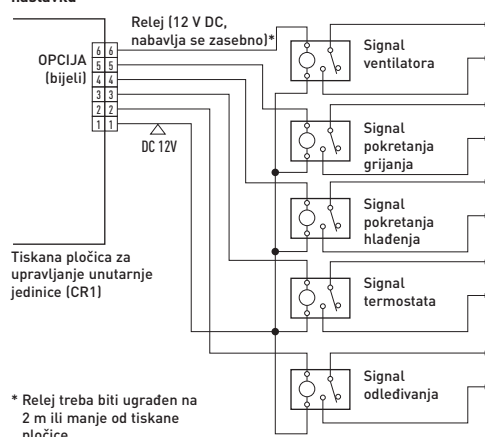 nastavka
Relej (12 V DC,
nabavlja se zasebno)*
OPCIJA
(bijeli)
6 6
5 5
4 4
3 3
2 2
1 1
DC 12V
Signal
ventilatora
Signal
pokretanja
grijanja
Signal
pokretanja
hlađenja
Signal
termostata
Signal
odleđivanja
Tiskana pločica za
upravljanje unutarnje
jedinice (CR1)
* Relej treba biti ugrađen na
2 m ili manje od tiskane
pločice